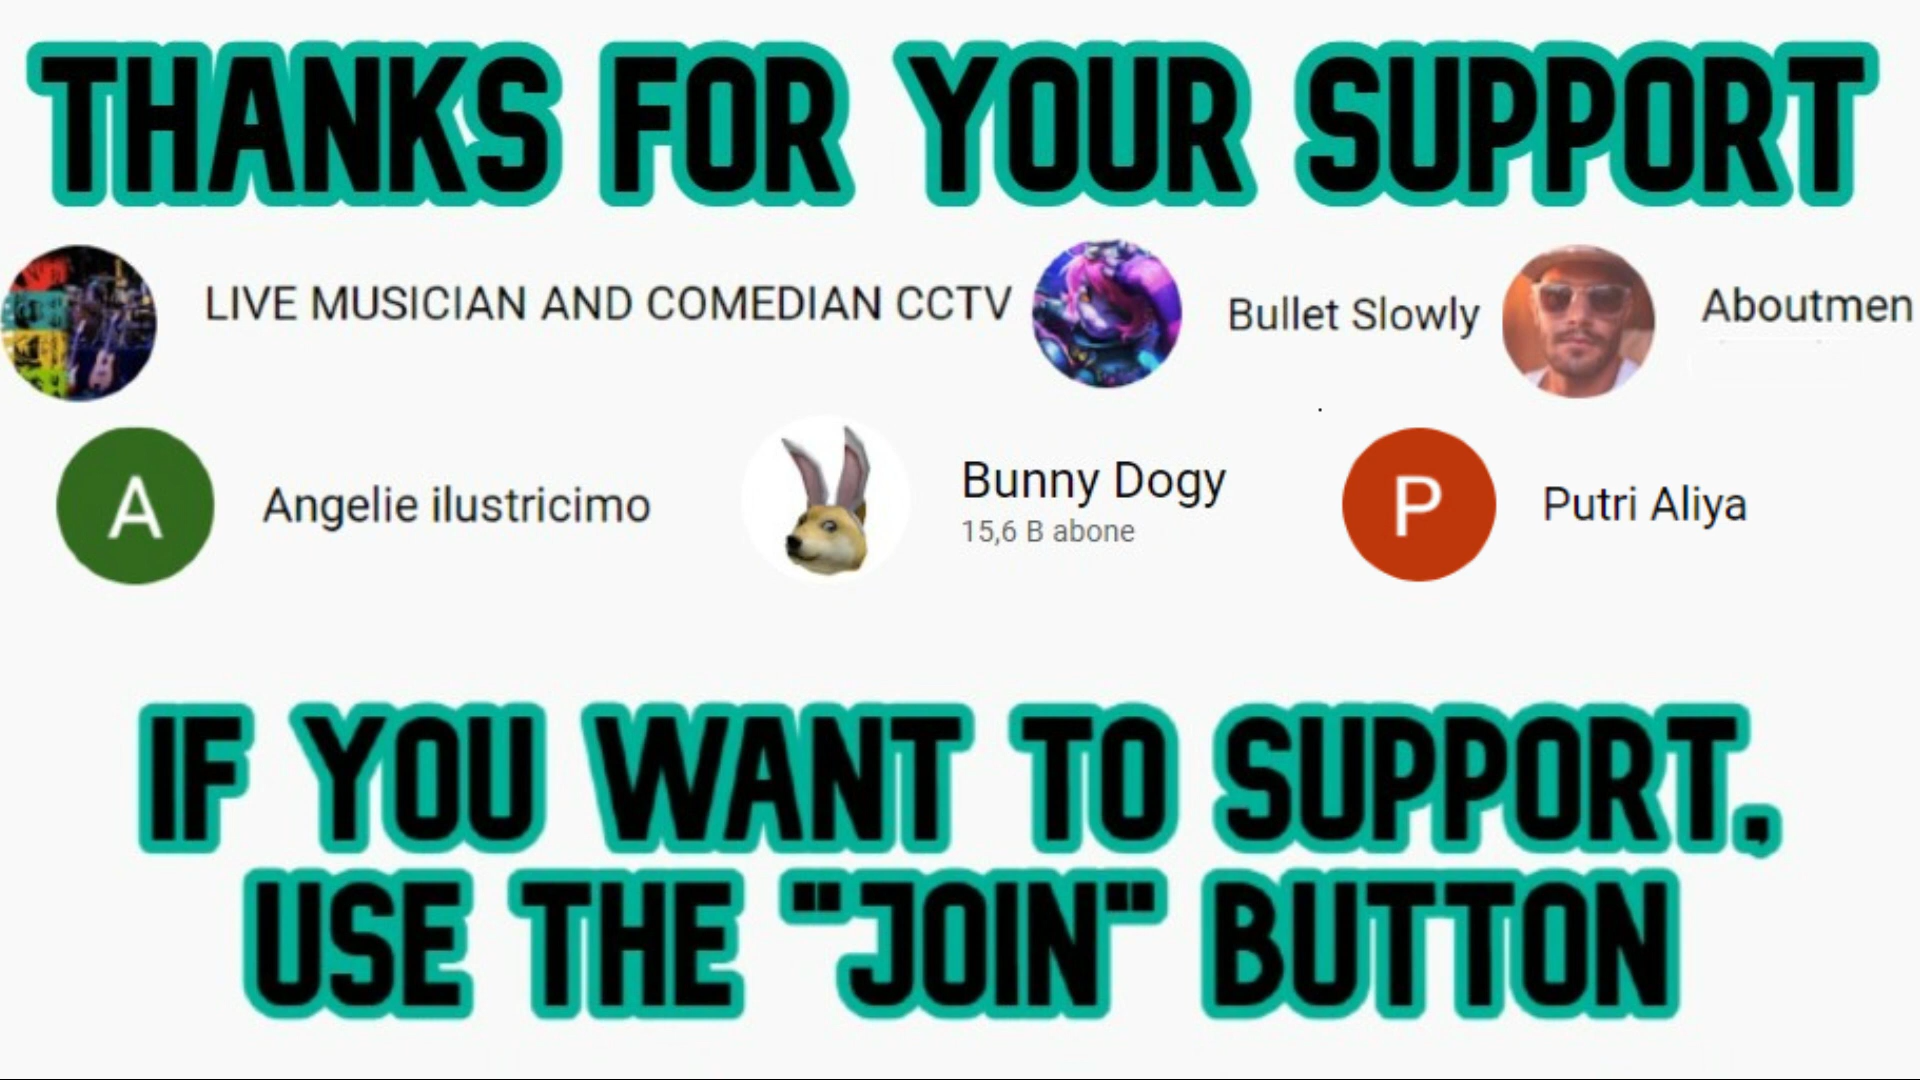 THANKS FOR YOUR SUPPORT
LIVE MUSICIAN AND COMEDIAN CCTV
Bullet Slowly
Aboutmen
A
Angelie ilustricimo
Bunny Dogy
15,6 B abone
P
Putri Aliya
IF YOU WANT TO SUPPORT,
USE THE "JOIN" BUTTON